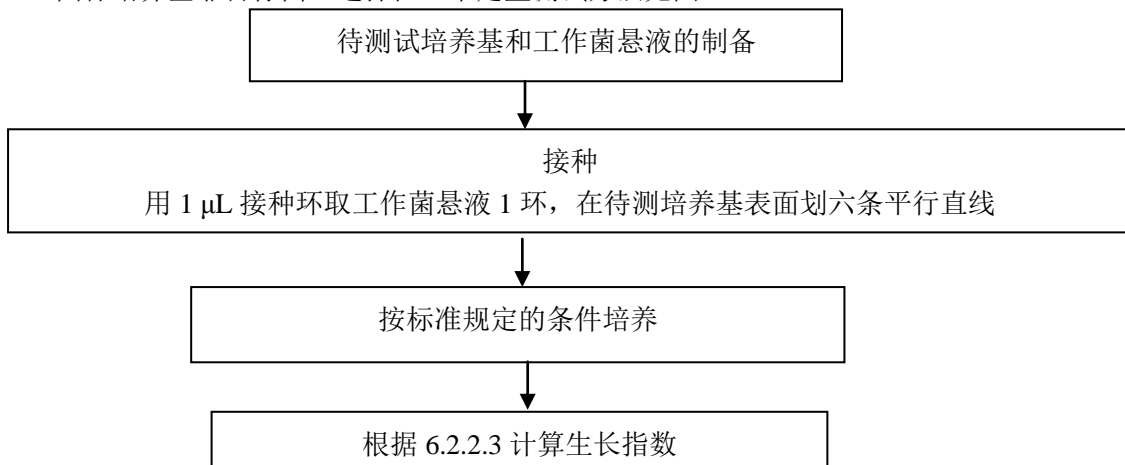 待测试培养基和工作菌悬液的制备
接种
用 1 μL 接种环取工作菌悬液 1 环，在待测培养基表面划六条平行直线
按标准规定的条件培养
根据 6.2.2.3 计算生长指数